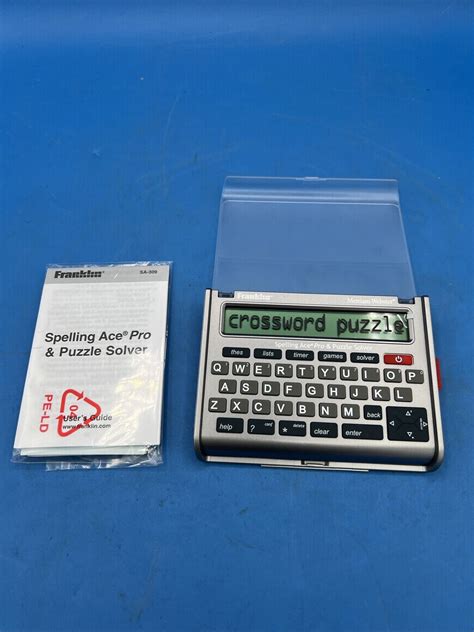 Franklin SA-309
Spelling Ace® Pro
& Puzzle Solver
User's Guide
www.franklin.com
04
PE-LD
Franklin Merriam-Webster
crossword puzzle
Spelling Ace® Pro & Puzzle Solver
thes lists timer games solver
Q W E R T Y U I O P
A S D F G H J K L
Z X C V B N M back
help ? card * delete clear enter